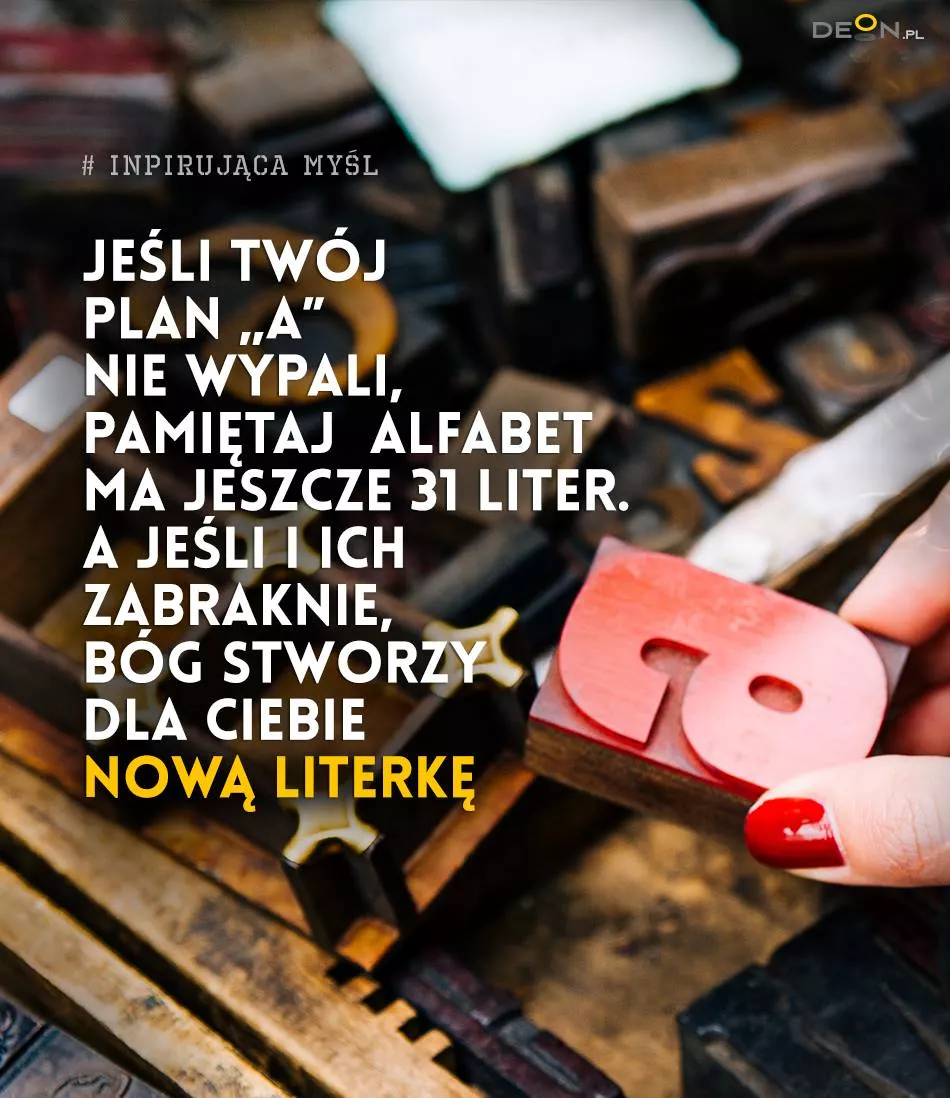 DEON.PL
# INPIRUJĄCA MYŚL
JEŚLI TWÓJ
PLAN „A”
NIE WYPALI,
PAMIĘTAJ ALFABET
MA JESZCZE 31 LITER.
A JEŚLI I ICH
ZABRAKNIE,
BÓG STWORZY
DLA CIEBIE
NOWĄ LITERKĘ